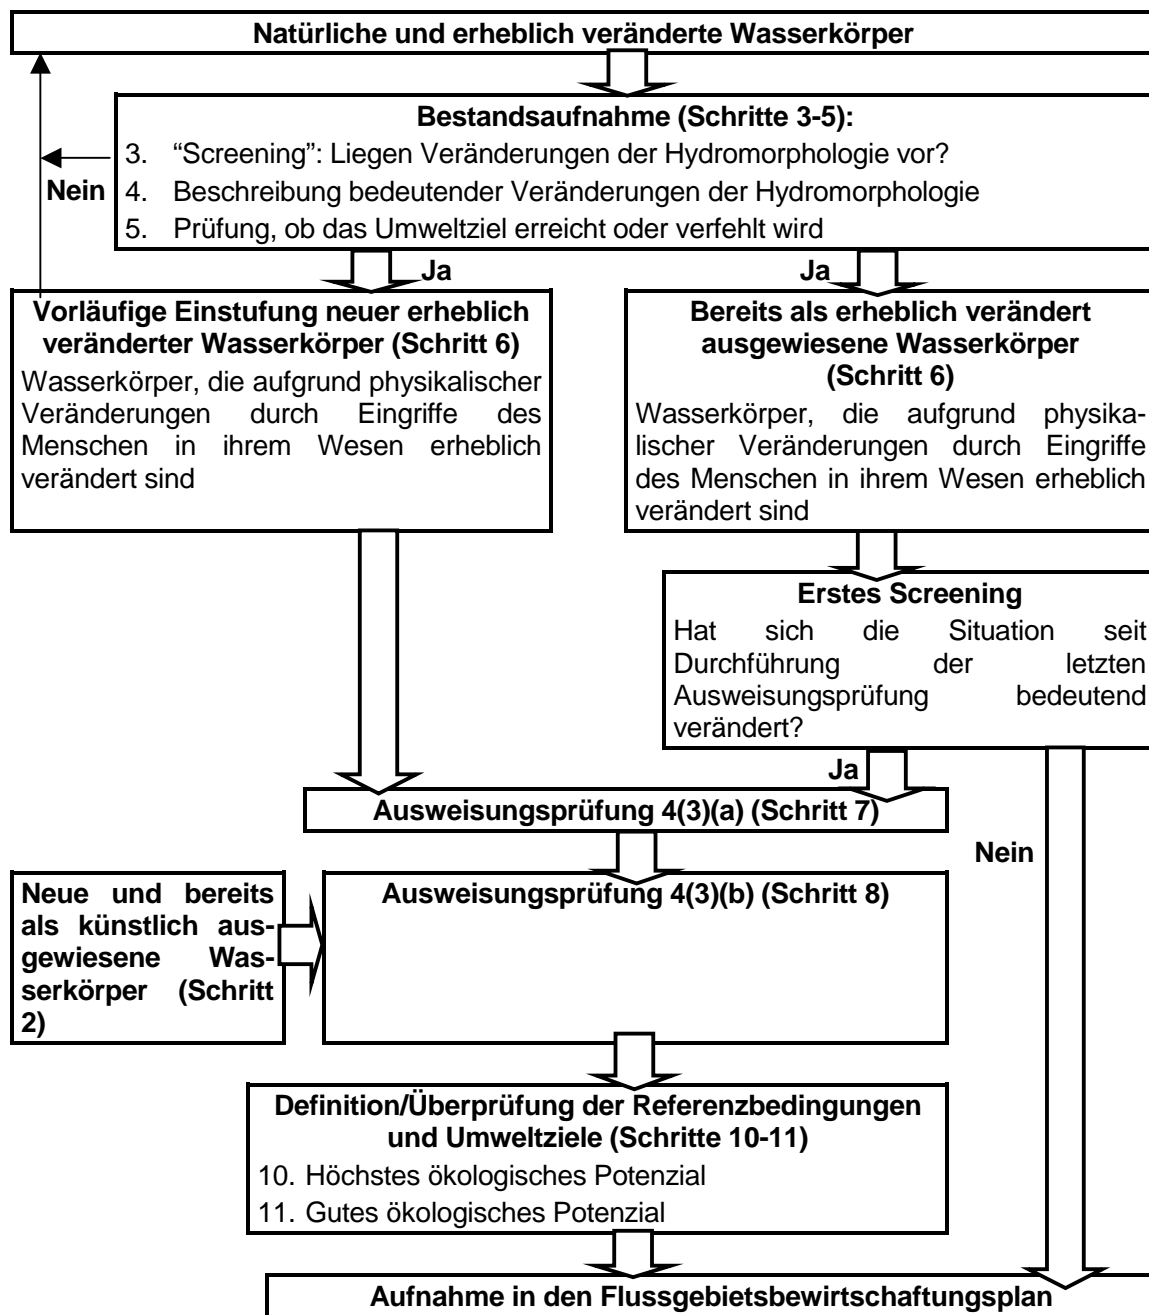 Natürliche und erheblich veränderte Wasserkörper
Bestandsaufnahme (Schritte 3-5):
3. “Screening”: Liegen Veränderungen der Hydromorphologie vor?
Nein
4. Beschreibung bedeutender Veränderungen der Hydromorphologie
5. Prüfung, ob das Umweltziel erreicht oder verfehlt wird
Ja
Ja
Vorläufige Einstufung neuer erheblich
veränderter Wasserkörper (Schritt 6)
Wasserkörper, die aufgrund physikalischer
Veränderungen durch Eingriffe des
Menschen in ihrem Wesen erheblich
verändert sind
Bereits als erheblich verändert
ausgewiesene Wasserkörper
(Schritt 6)
Wasserkörper, die aufgrund physika-
lischer Veränderungen durch Eingriffe
des Menschen in ihrem Wesen erheblich
verändert sind
Erstes Screening
Hat sich die Situation seit
Durchführung der letzten
Ausweisungsprüfung bedeutend
verändert?
Ja
Ausweisungsprüfung 4(3)(a) (Schritt 7)
Nein
Neue und bereits
als künstlich aus-
gewiesene Was-
serkörper (Schritt
2)
Ausweisungsprüfung 4(3)(b) (Schritt 8)
Definition/Überprüfung der Referenzbedingungen
und Umweltziele (Schritte 10-11)
10. Höchstes ökologisches Potenzial
11. Gutes ökologisches Potenzial
Aufnahme in den Flussgebietsbewirtschaftungsplan